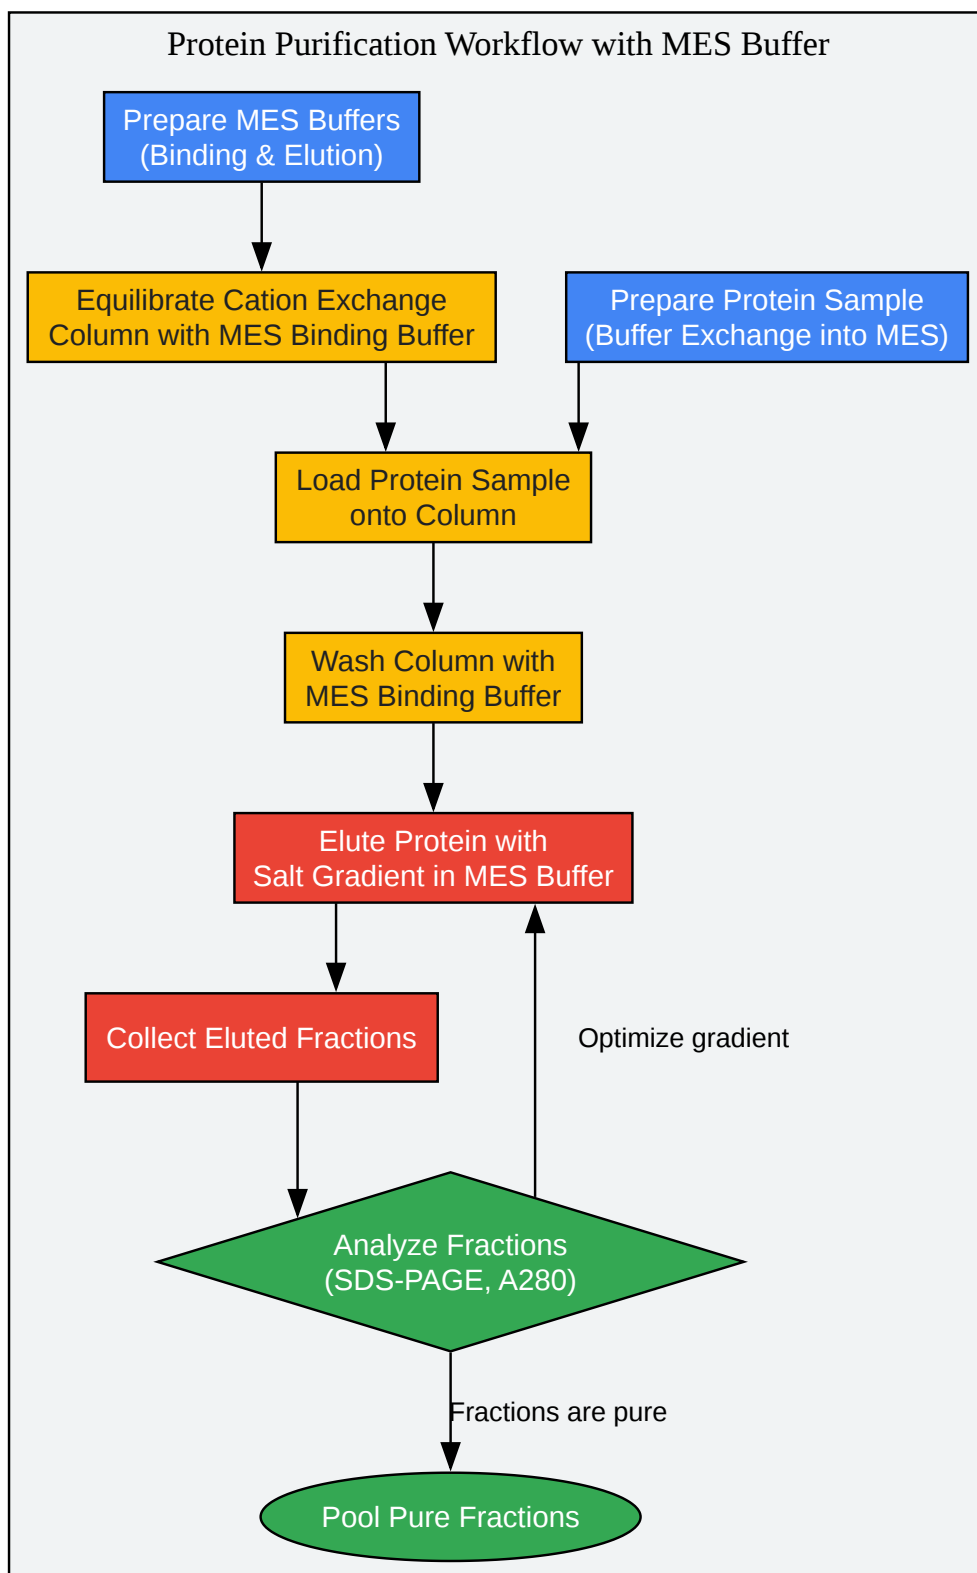 Protein Purification Workflow with MES Buffer
Prepare MES Buffers
(Binding & Elution)
Equilibrate Cation Exchange
Column with MES Binding Buffer
Prepare Protein Sample
(Buffer Exchange into MES)
Load Protein Sample
onto Column
Wash Column with
MES Binding Buffer
Elute Protein with
Salt Gradient in MES Buffer
Collect Eluted Fractions
Optimize gradient
Analyze Fractions
(SDS-PAGE, A280)
Fractions are pure
Pool Pure Fractions